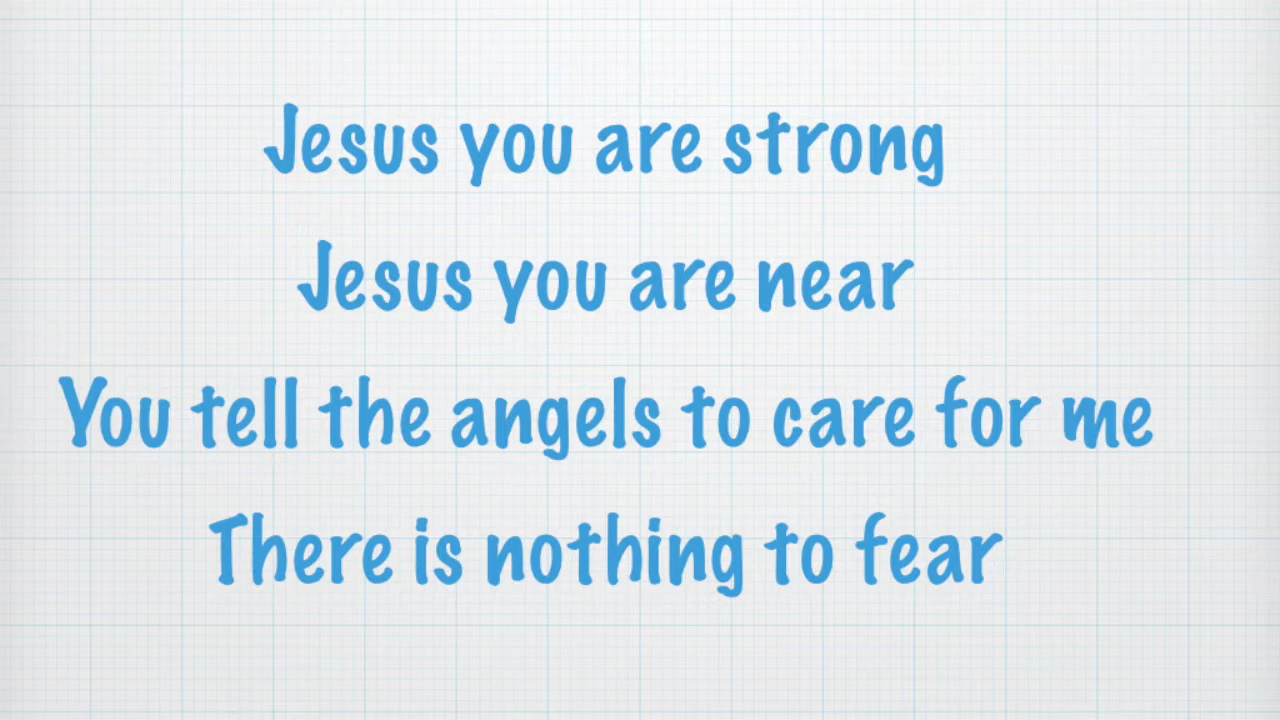 Jesus you are strong
Jesus you are near
You tell the angels to care for me
There is nothing to fear